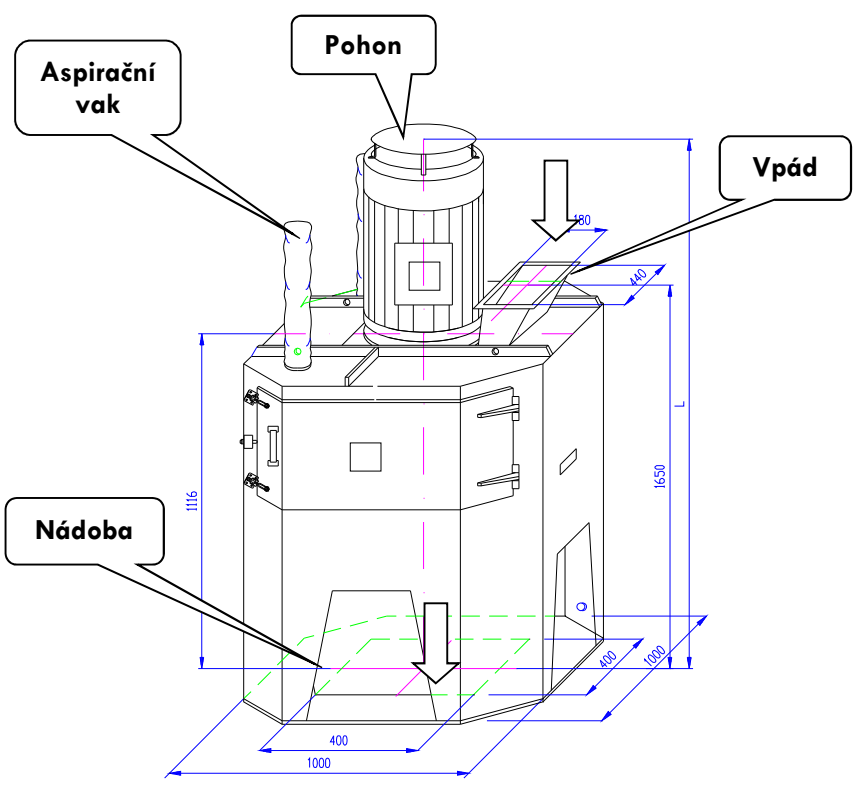 Pohon
Aspirační
vak
Vpád
180
440
L
1650
1116
Nádoba
400
1000
400
1000